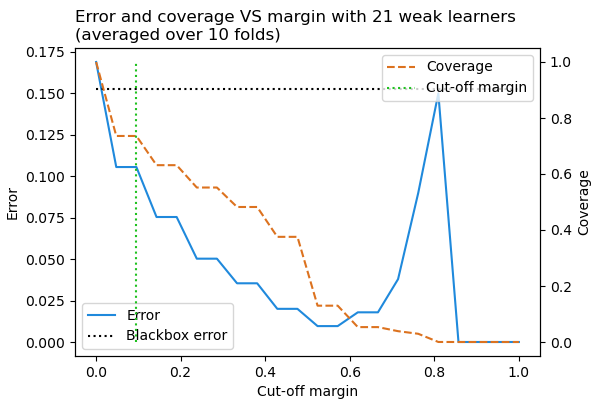 Error and coverage VS margin with 21 weak learners
(averaged over 10 folds)
Error
0.175
0.150
0.125
0.100
0.075
0.050
0.025
0.000
Coverage
Cut-off margin
Error
Blackbox error
1.0
0.8
0.6
0.4
0.2
0.0
Coverage
0.0 0.2 0.4 0.6 0.8 1.0
Cut-off margin